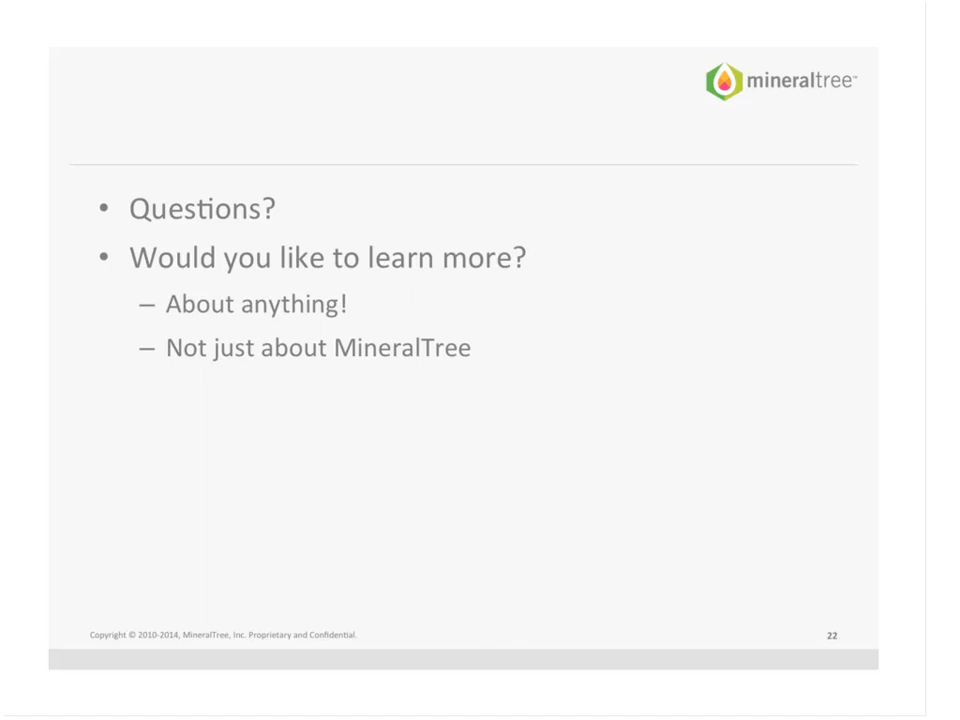 mineraltree™
• Questions?
• Would you like to learn more?
– About anything!
– Not just about MineralTree
Copyright © 2010-2014, MineralTree, Inc. Proprietary and Confidential.
22